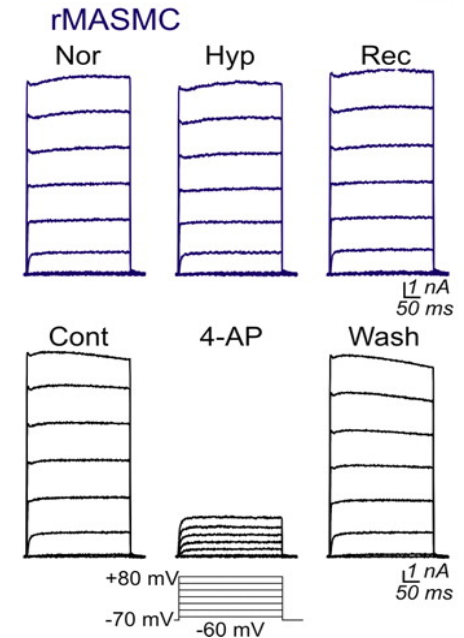 rMASMC
Nor Hyp Rec
1 nA
50 ms
Cont 4-AP Wash
+80 mV
-70 mV
-60 mV
1 nA
50 ms